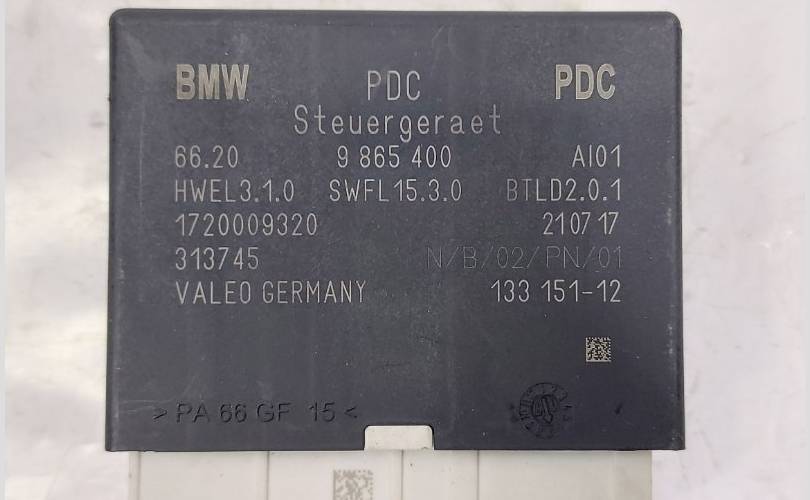 BMW PDC PDC
Steuergeraet
66.20 9 865 400 AI01
HWEL3.1.0 SWFL15.3.0 BTLD2.0.1
1720009320 210717
313745 N/B/02/PN/01
VALEO GERMANY 133 151-12
> PA 66 GF 15 <